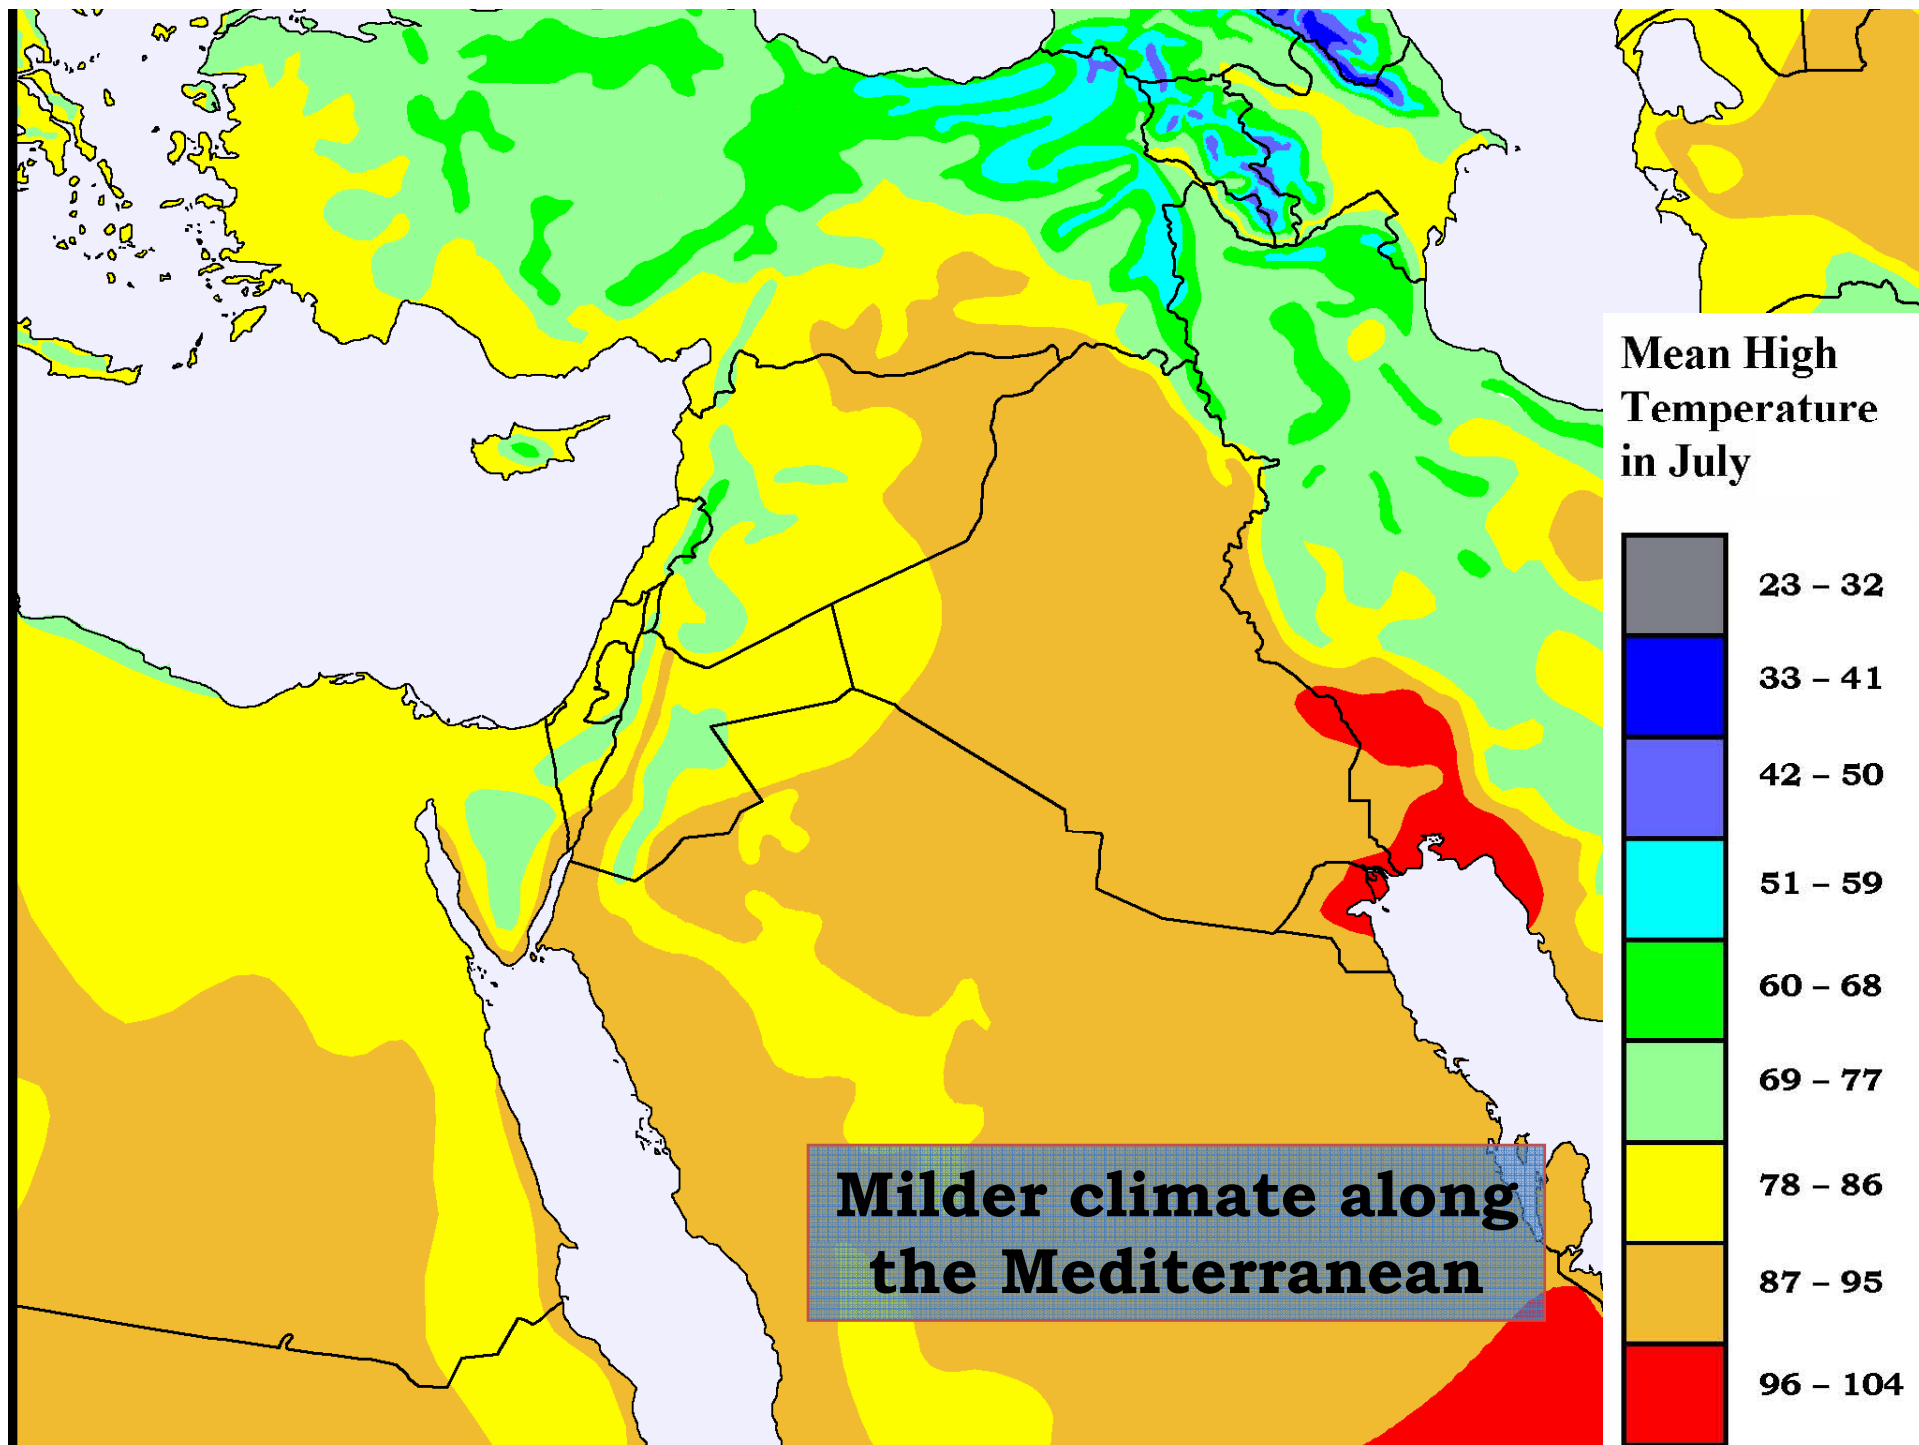 Mean High
Temperature
in July
23 – 32
33 – 41
42 – 50
51 – 59
60 – 68
69 – 77
78 – 86
87 – 95
96 – 104
Milder climate along
the Mediterranean